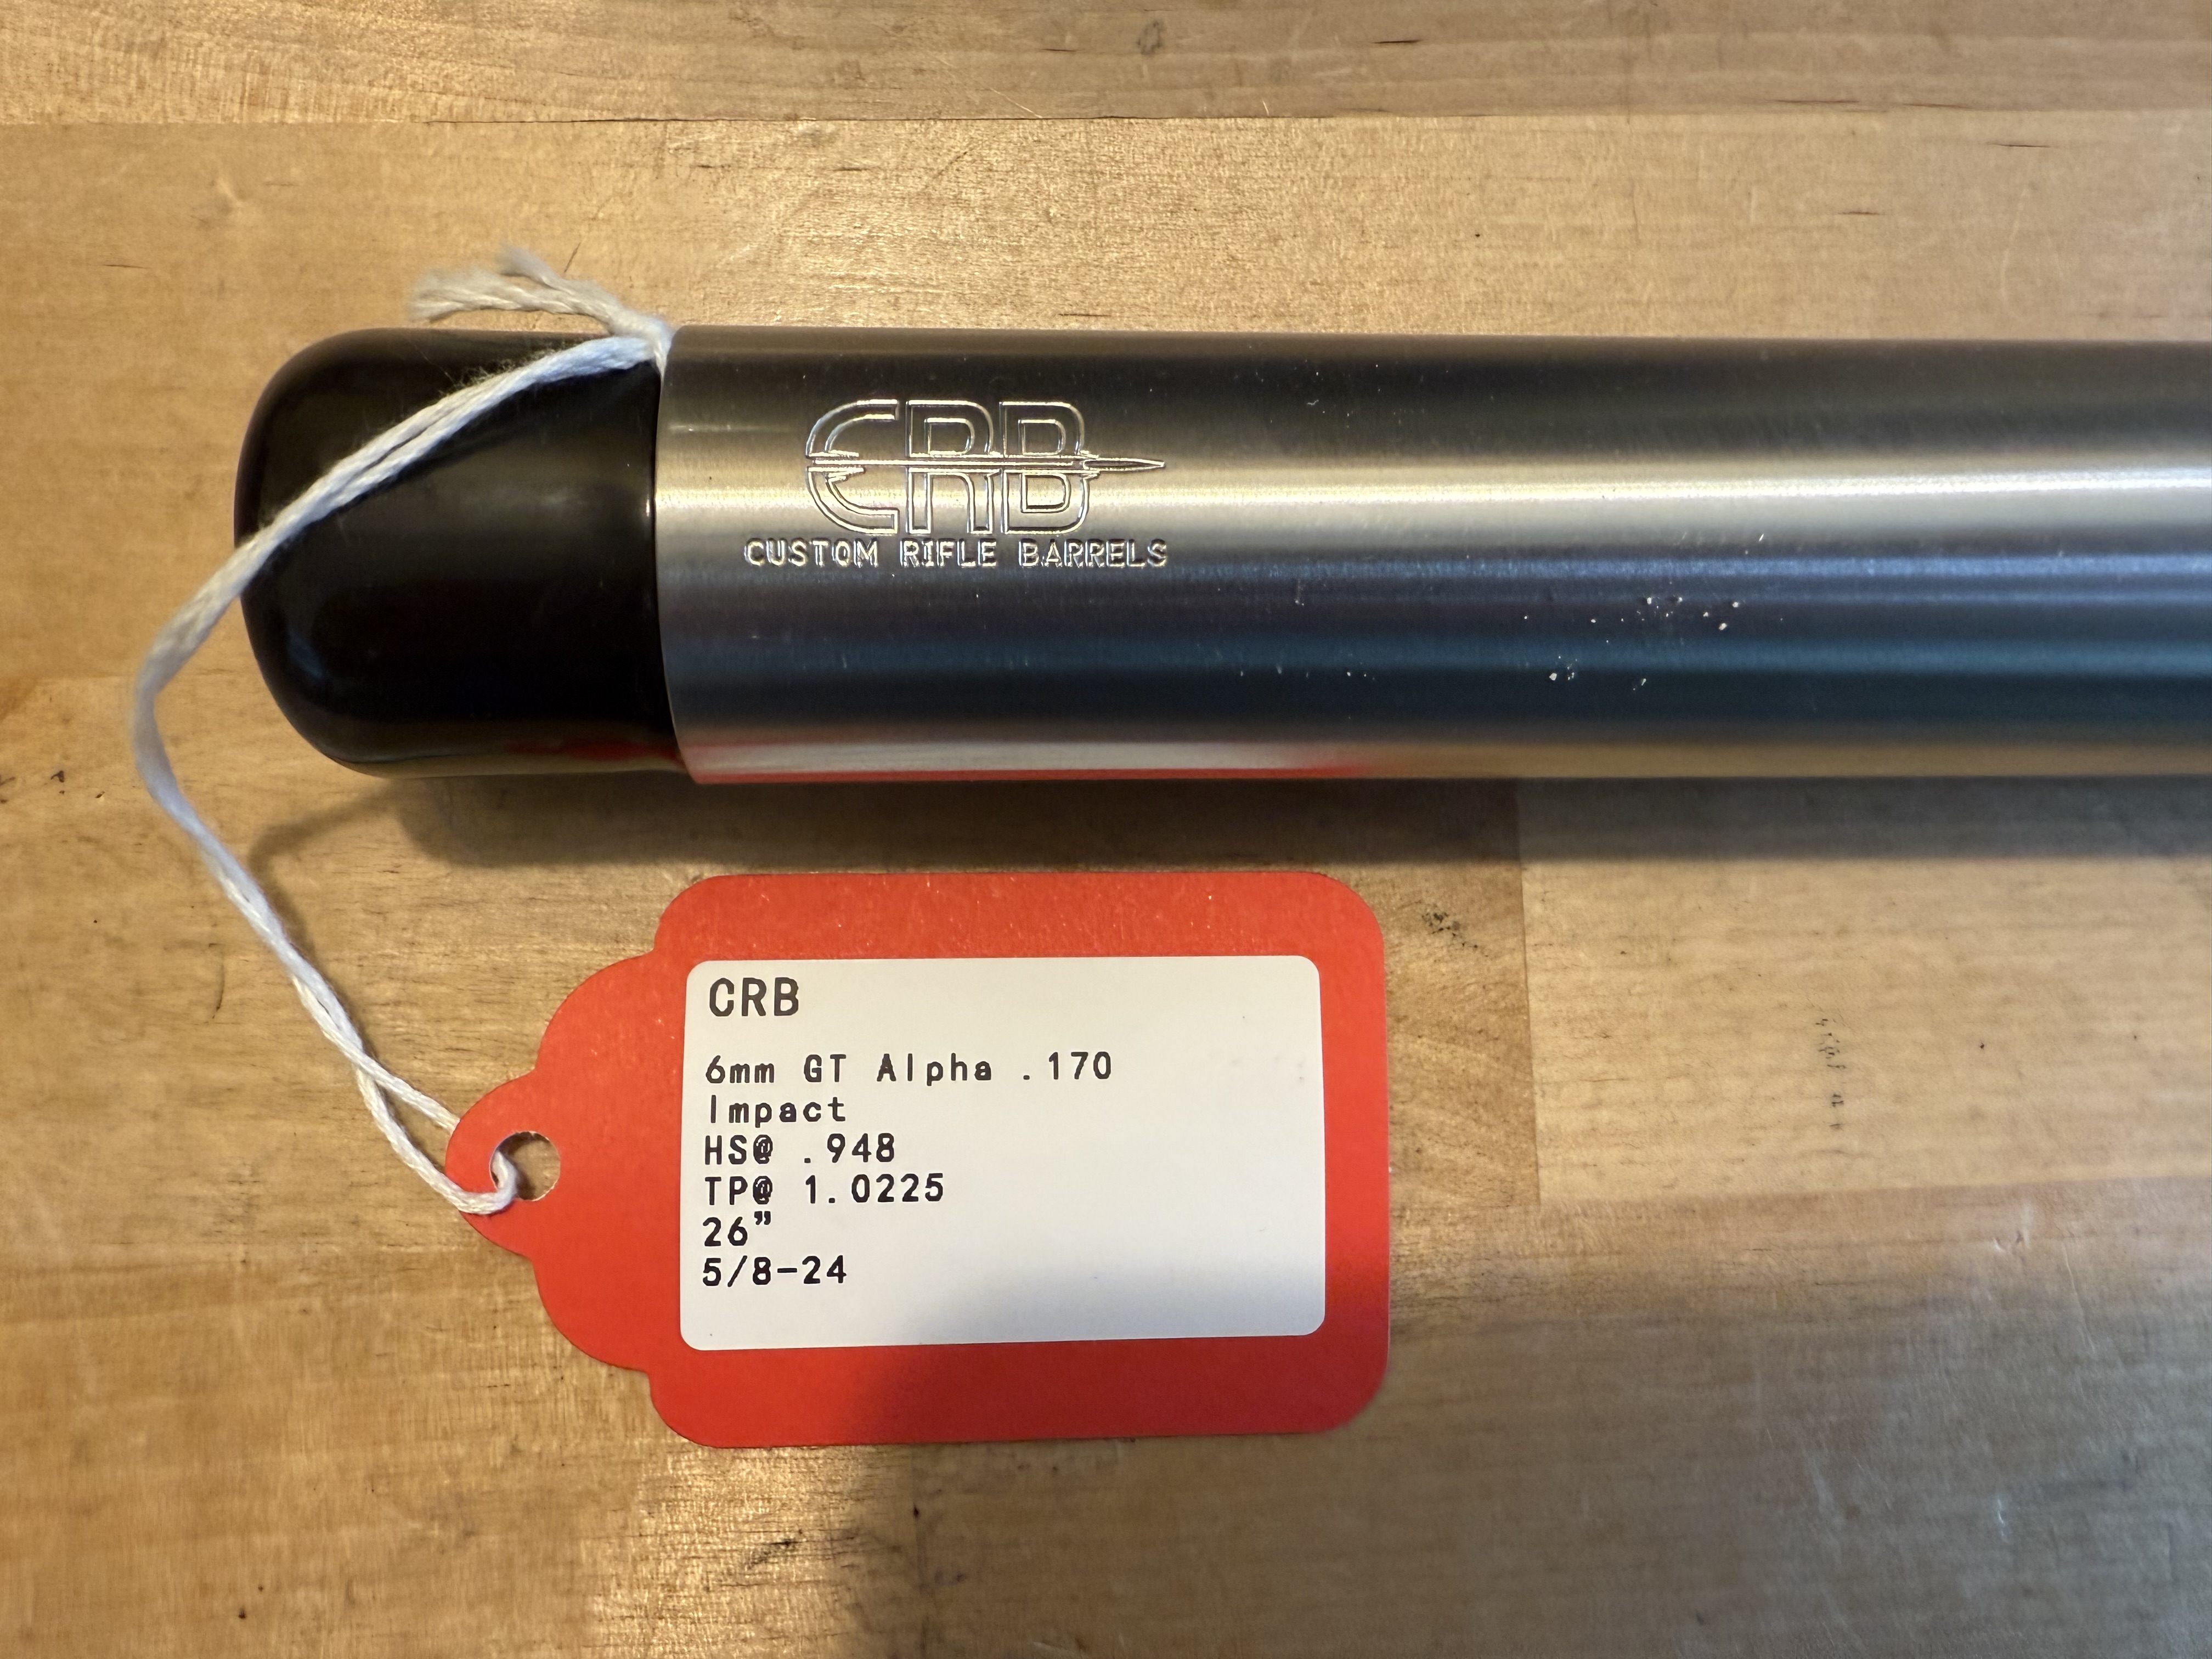 CRB
CUSTOM RIFLE BARRELS
CRB
6mm GT Alpha .170
Impact
HS@ .948
TP@ 1.0225
26”
5/8-24